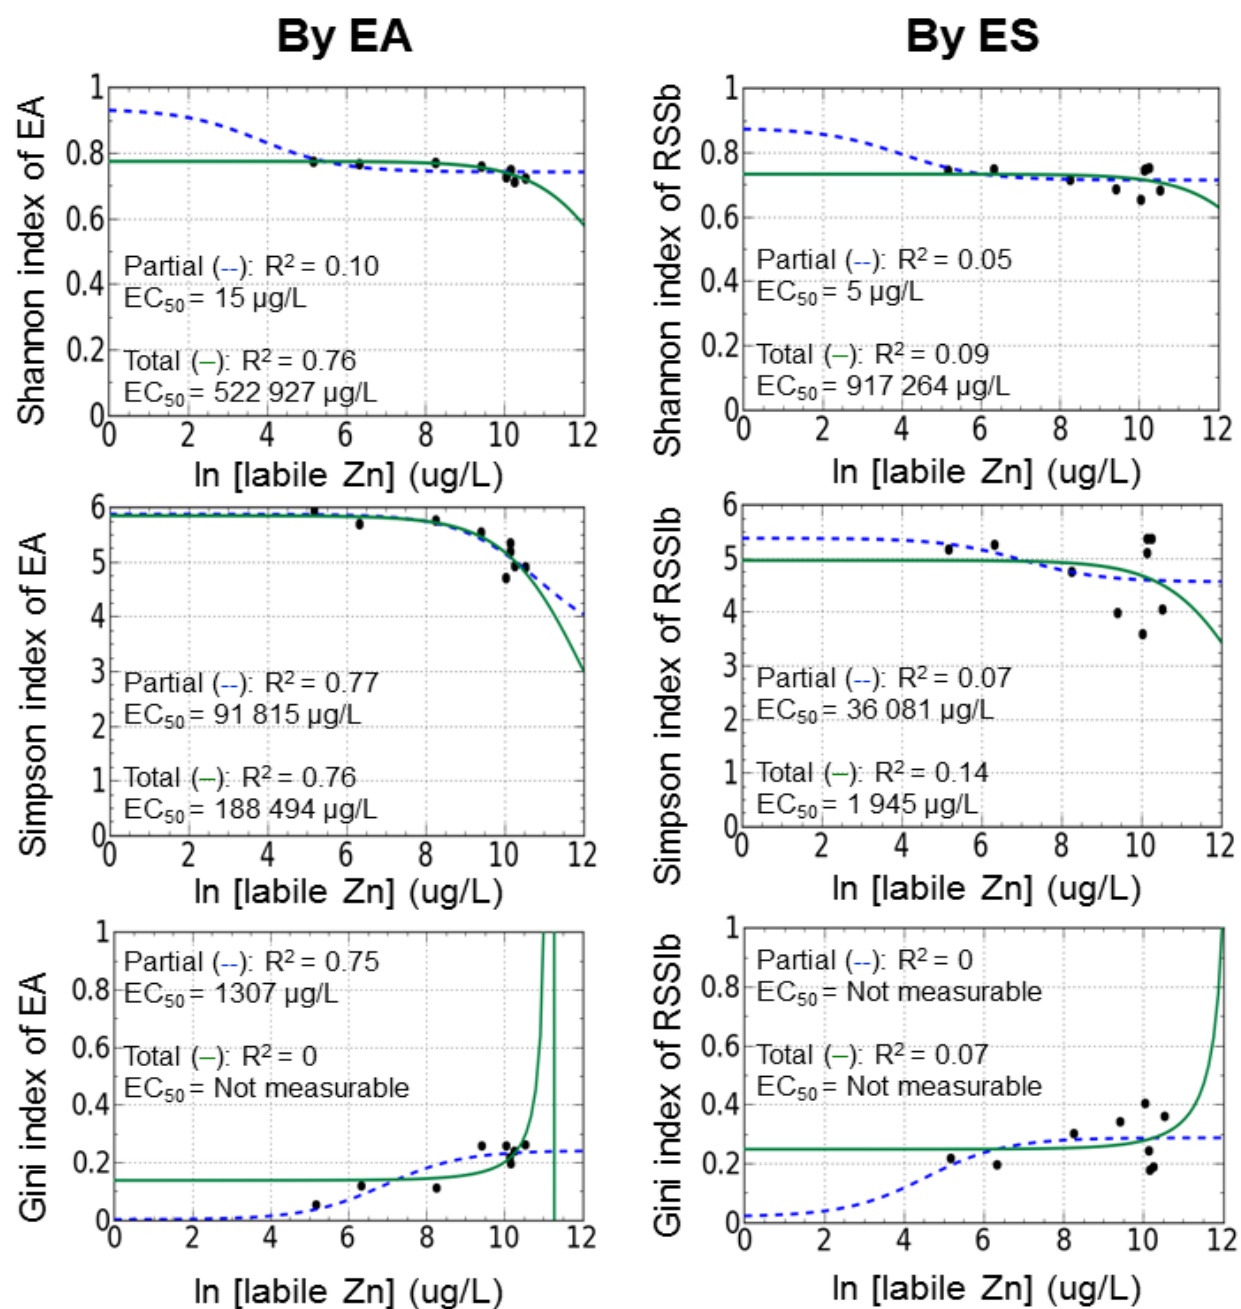 By EA
By ES
Shannon index of EA
1
0.8
0.6
0.4
0.2
0
Partial (--): R² = 0.10
EC₅₀ = 15 µg/L
Total (–): R² = 0.76
EC₅₀ = 522 927 µg/L
0 2 4 6 8 10 12
ln [labile Zn] (ug/L)
Shannon index of RSSb
1
0.8
0.6
0.4
0.2
0
Partial (--): R² = 0.05
EC₅₀ = 5 µg/L
Total (–): R² = 0.09
EC₅₀ = 917 264 µg/L
0 2 4 6 8 10 12
ln [labile Zn] (ug/L)
Simpson index of EA
6
5
4
3
2
1
0
Partial (--): R² = 0.77
EC₅₀ = 91 815 µg/L
Total (–): R² = 0.76
EC₅₀ = 188 494 µg/L
0 2 4 6 8 10 12
ln [labile Zn] (ug/L)
Simpson index of RSSIb
6
5
4
3
2
1
0
Partial (--): R² = 0.07
EC₅₀ = 36 081 µg/L
Total (–): R² = 0.14
EC₅₀ = 1 945 µg/L
0 2 4 6 8 10 12
ln [labile Zn] (ug/L)
Gini index of EA
1
0.8
0.6
0.4
0.2
0
Partial (--): R² = 0.75
EC₅₀ = 1307 µg/L
Total (–): R² = 0
EC₅₀ = Not measurable
0 2 4 6 8 10 12
ln [labile Zn] (ug/L)
Gini index of RSSIb
1
0.8
0.6
0.4
0.2
0
Partial (--): R² = 0
EC₅₀ = Not measurable
Total (–): R² = 0.07
EC₅₀ = Not measurable
0 2 4 6 8 10 12
ln [labile Zn] (ug/L)